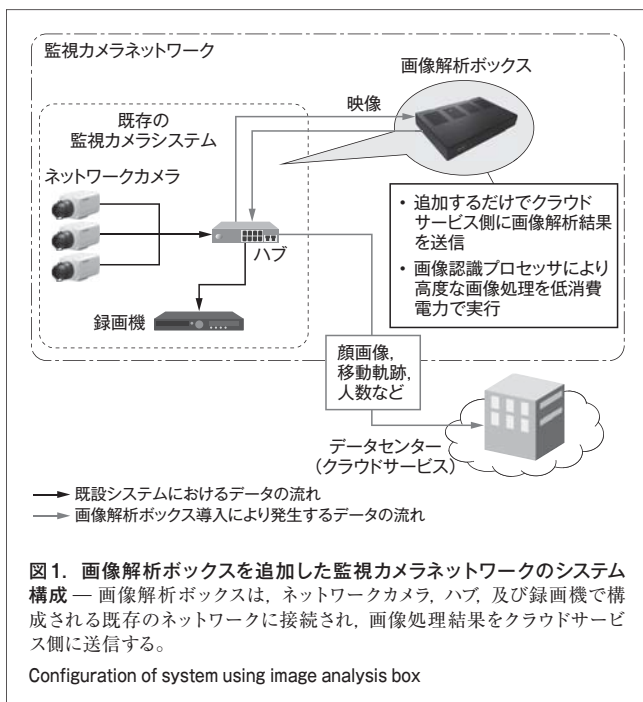 監視カメラネットワーク
画像解析ボックス
映像
既存の
監視カメラシステム
ネットワークカメラ
ハブ
録画機
・ 追加するだけでクラウド
サービス側に画像解析結果
を送信
・ 画像認識プロセッサにより
高度な画像処理を低消費
電力で実行
顔画像,
移動軌跡,
人数など
データセンター
(クラウドサービス)
既設システムにおけるデータの流れ
画像解析ボックス導入により発生するデータの流れ
図1. 画像解析ボックスを追加した監視カメラネットワークのシステム
構成 — 画像解析ボックスは, ネットワークカメラ, ハブ, 及び録画機で構
成される既存のネットワークに接続され, 画像処理結果をクラウドサービ
ス側に送信する。
Configuration of system using image analysis box